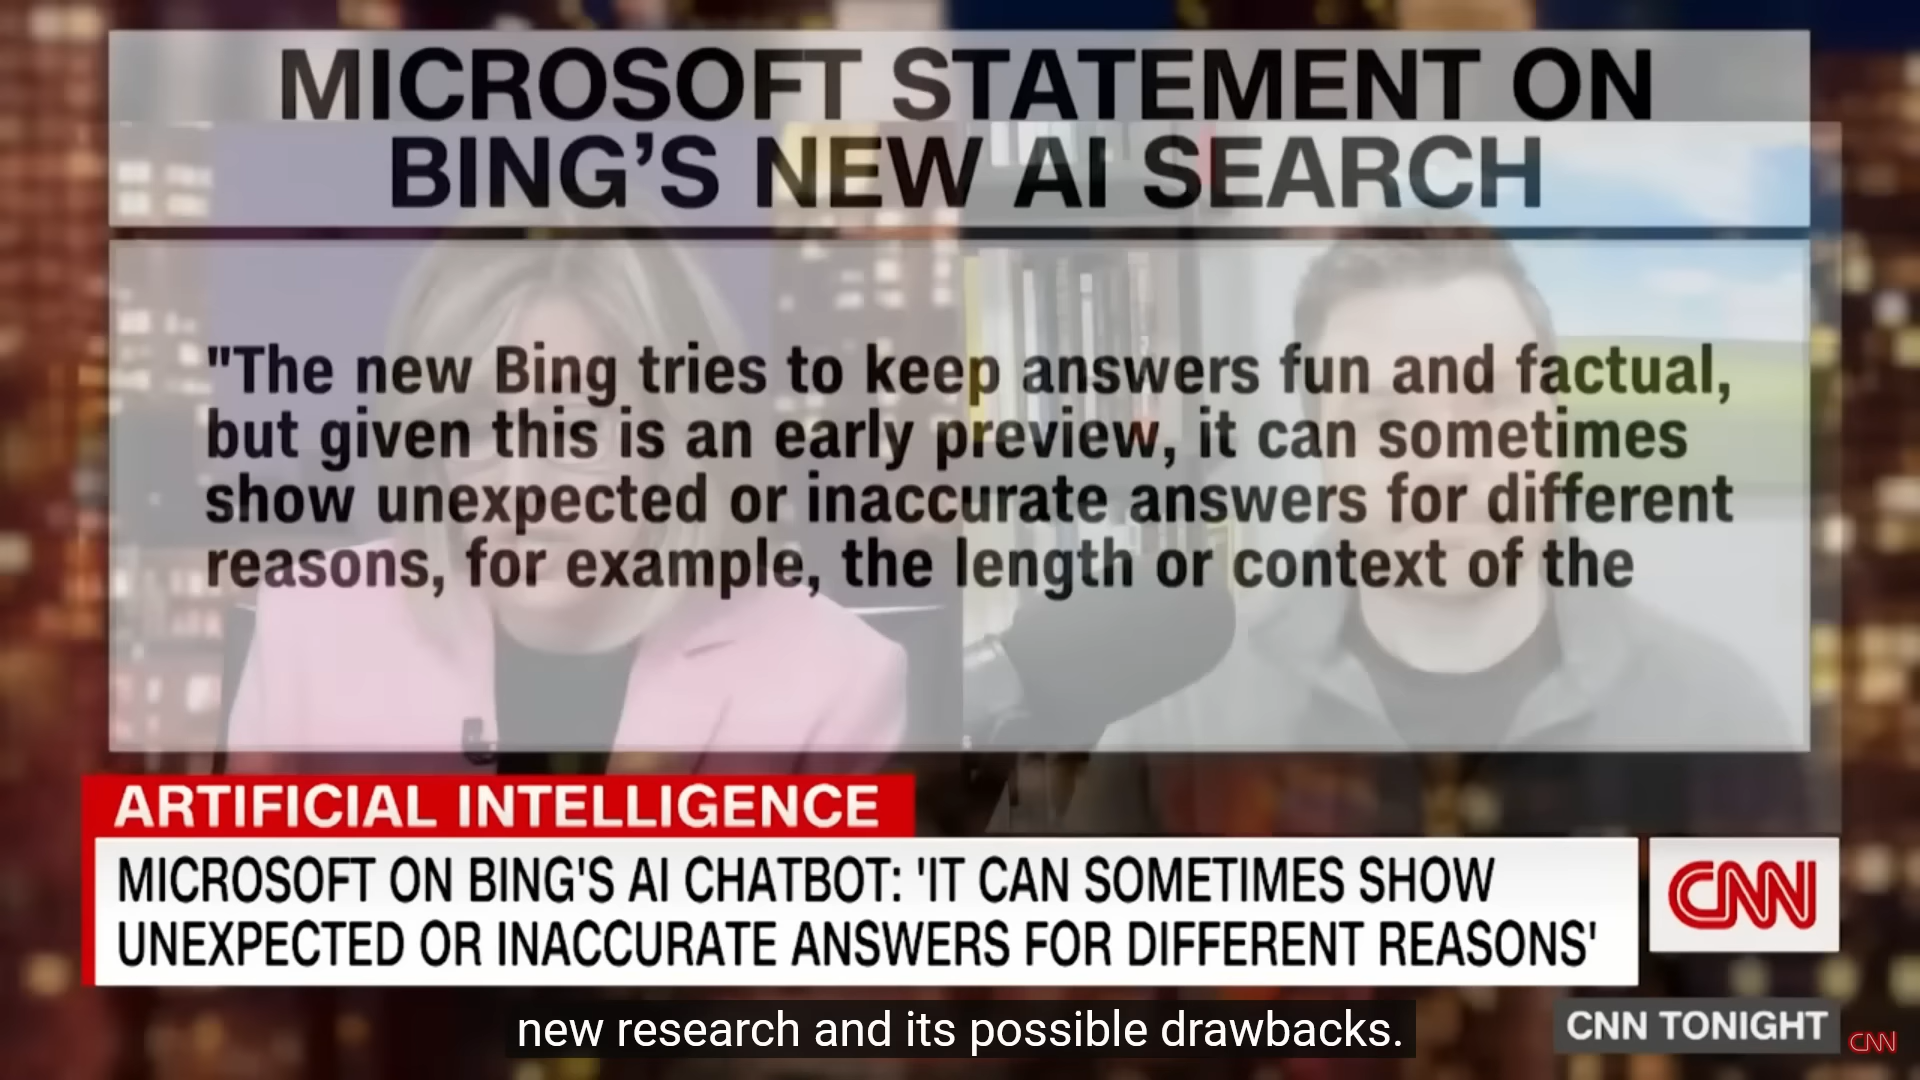 MICROSOFT STATEMENT ON
BING'S NEW AI SEARCH
"The new Bing tries to keep answers fun and factual,
but given this is an early preview, it can sometimes
show unexpected or inaccurate answers for different
reasons, for example, the length or context of the
ARTIFICIAL INTELLIGENCE
MICROSOFT ON BING'S AI CHATBOT: 'IT CAN SOMETIMES SHOW
UNEXPECTED OR INACCURATE ANSWERS FOR DIFFERENT REASONS'
CNN
new research and its possible drawbacks.
CNN TONIGHT
CNN